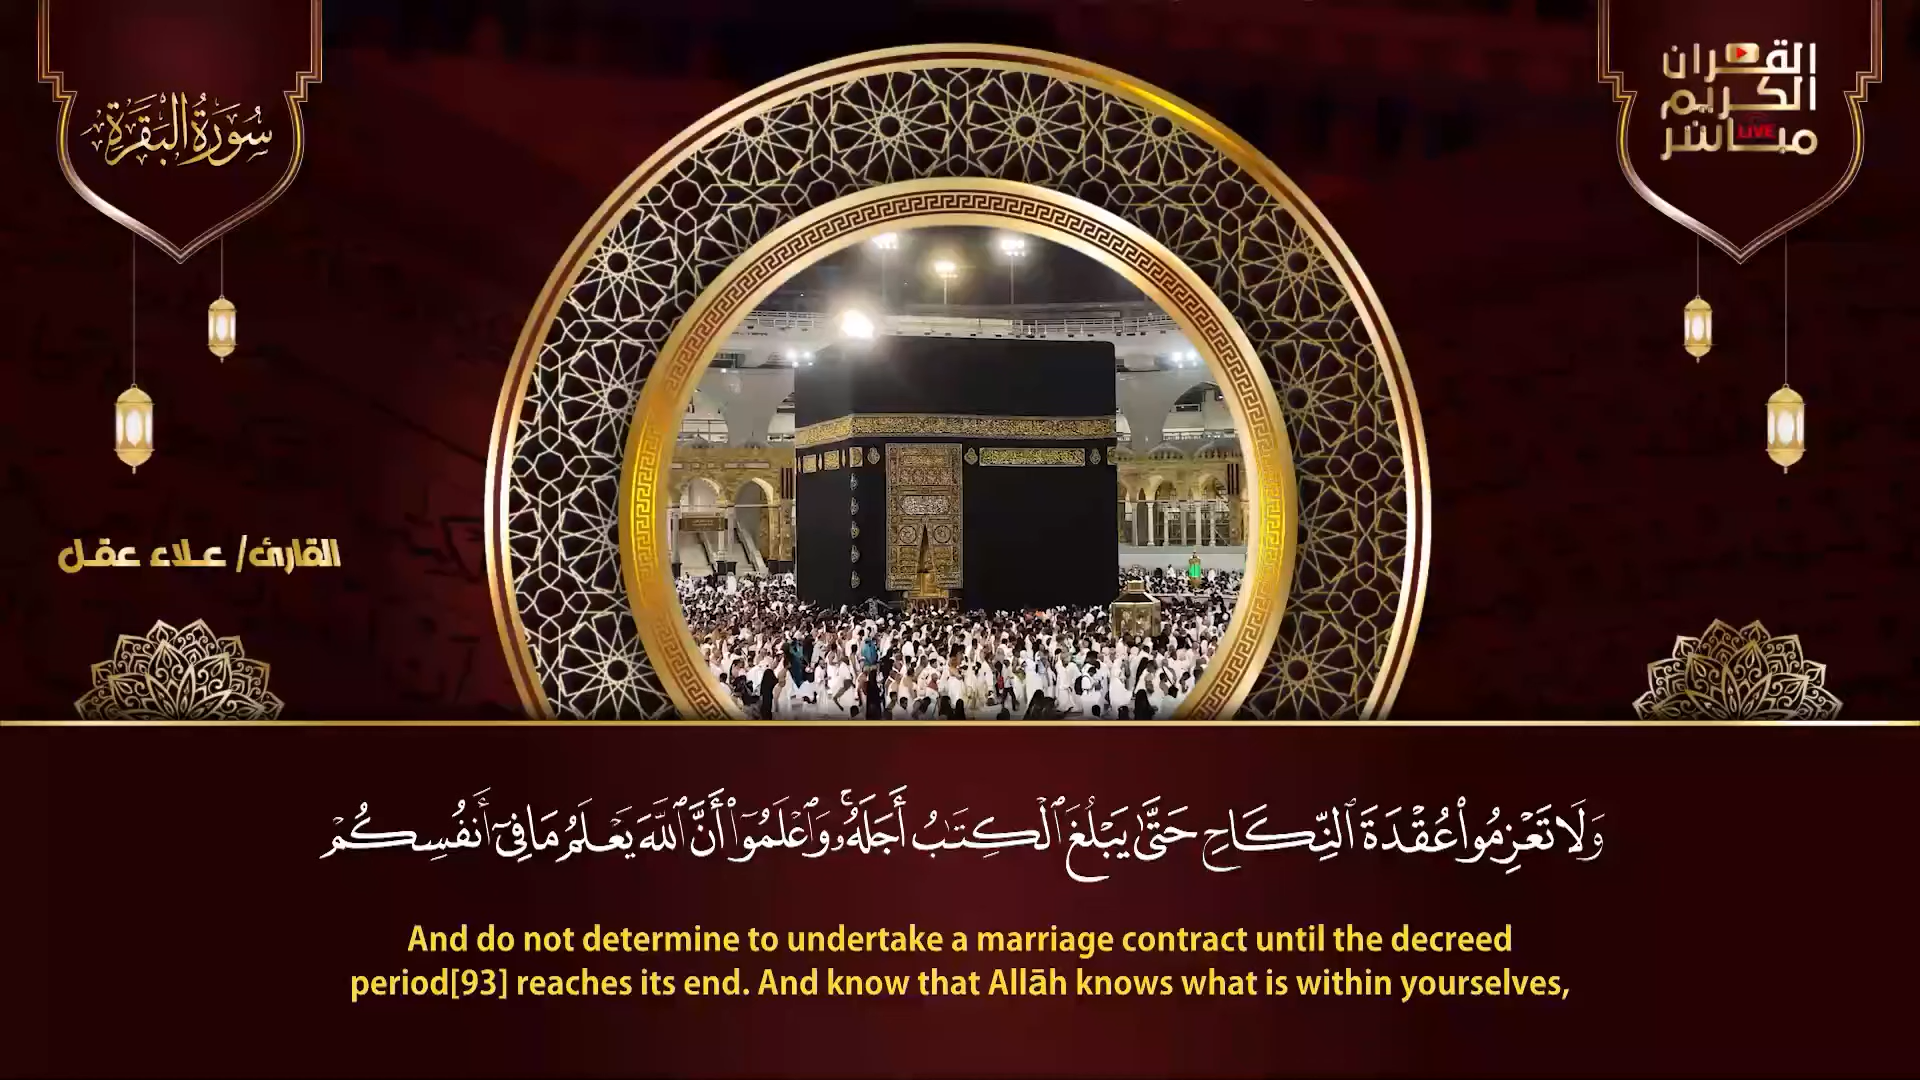 سُورَةُ البَقَرَةِ
القران
الكريم
مباشر
LIVE
القارئ/ علاء عقل
وَلَا تَعْزِمُوا۟ عُقْدَةَ ٱلنِّكَاحِ حَتَّىٰ يَبْلُغَ ٱلْكِتَٰبُ أَجَلَهُۥ ۚ وَٱعْلَمُوٓا۟ أَنَّ ٱللَّهَ يَعْلَمُ مَا فِىٓ أَنفُسِكُمْ
And do not determine to undertake a marriage contract until the decreed
period[93] reaches its end. And know that Allāh knows what is within yourselves,